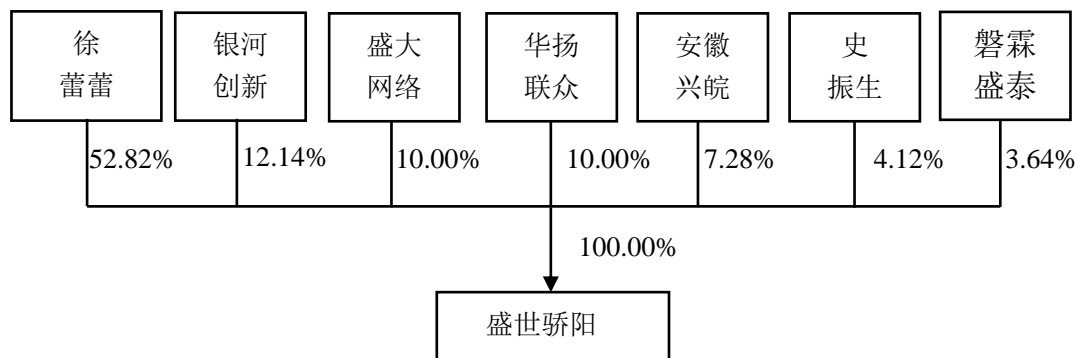 徐
蕾蕾
银河
创新
盛大
网络
华扬
联众
安徽
兴皖
史
振生
磐霖
盛泰
52.82%
12.14%
10.00%
10.00%
7.28%
4.12%
3.64%
100.00%
盛世骄阳